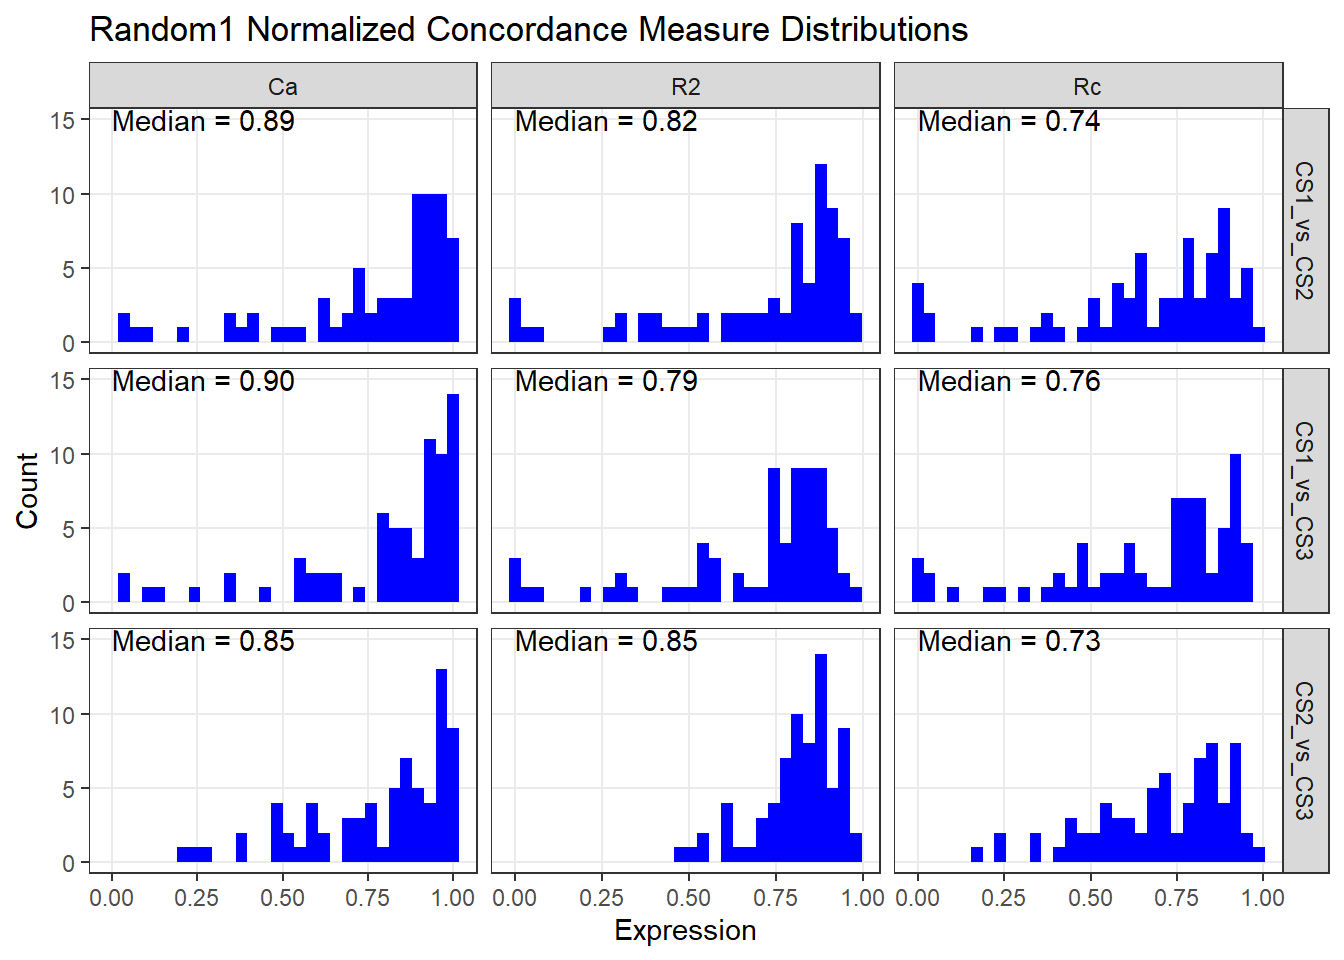 Random1 Normalized Concordance Measure Distributions
Ca
R2
Rc
Median = 0.89
Median = 0.82
Median = 0.74
CS1_vs_CS2
15
10
5
0
Median = 0.90
Median = 0.79
Median = 0.76
CS1_vs_CS3
15
10
5
0
Count
Median = 0.85
Median = 0.85
Median = 0.73
CS2_vs_CS3
15
10
5
0
0.00 0.25 0.50 0.75 1.00
0.00 0.25 0.50 0.75 1.00
0.00 0.25 0.50 0.75 1.00
Expression